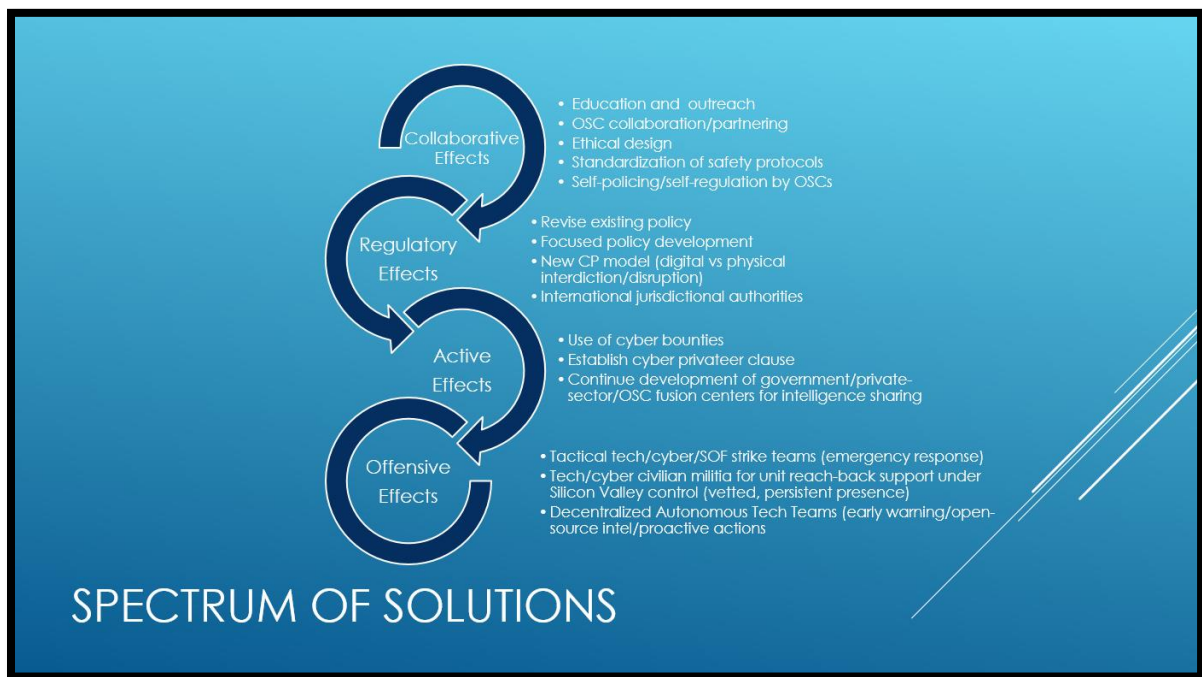 Collaborative
Effects
• Education and outreach
• OSC collaboration/partnering
• Ethical design
• Standardization of safety protocols
• Self-policing/self-regulation by OSCs
Regulatory
Effects
• Revise existing policy
• Focused policy development
• New CP model (digital vs physical
interdiction/disruption)
• International jurisdictional authorities
Active
Effects
• Use of cyber bounties
• Establish cyber privateer clause
• Continue development of government/private-
sector/OSC fusion centers for intelligence sharing
Offensive
Effects
• Tactical tech/cyber/SOF strike teams (emergency response)
• Tech/cyber civilian militia for unit reach-back support under
Silicon Valley control (vetted, persistent presence)
• Decentralized Autonomous Tech Teams (early warning/open-
source intel/proactive actions
SPECTRUM OF SOLUTIONS